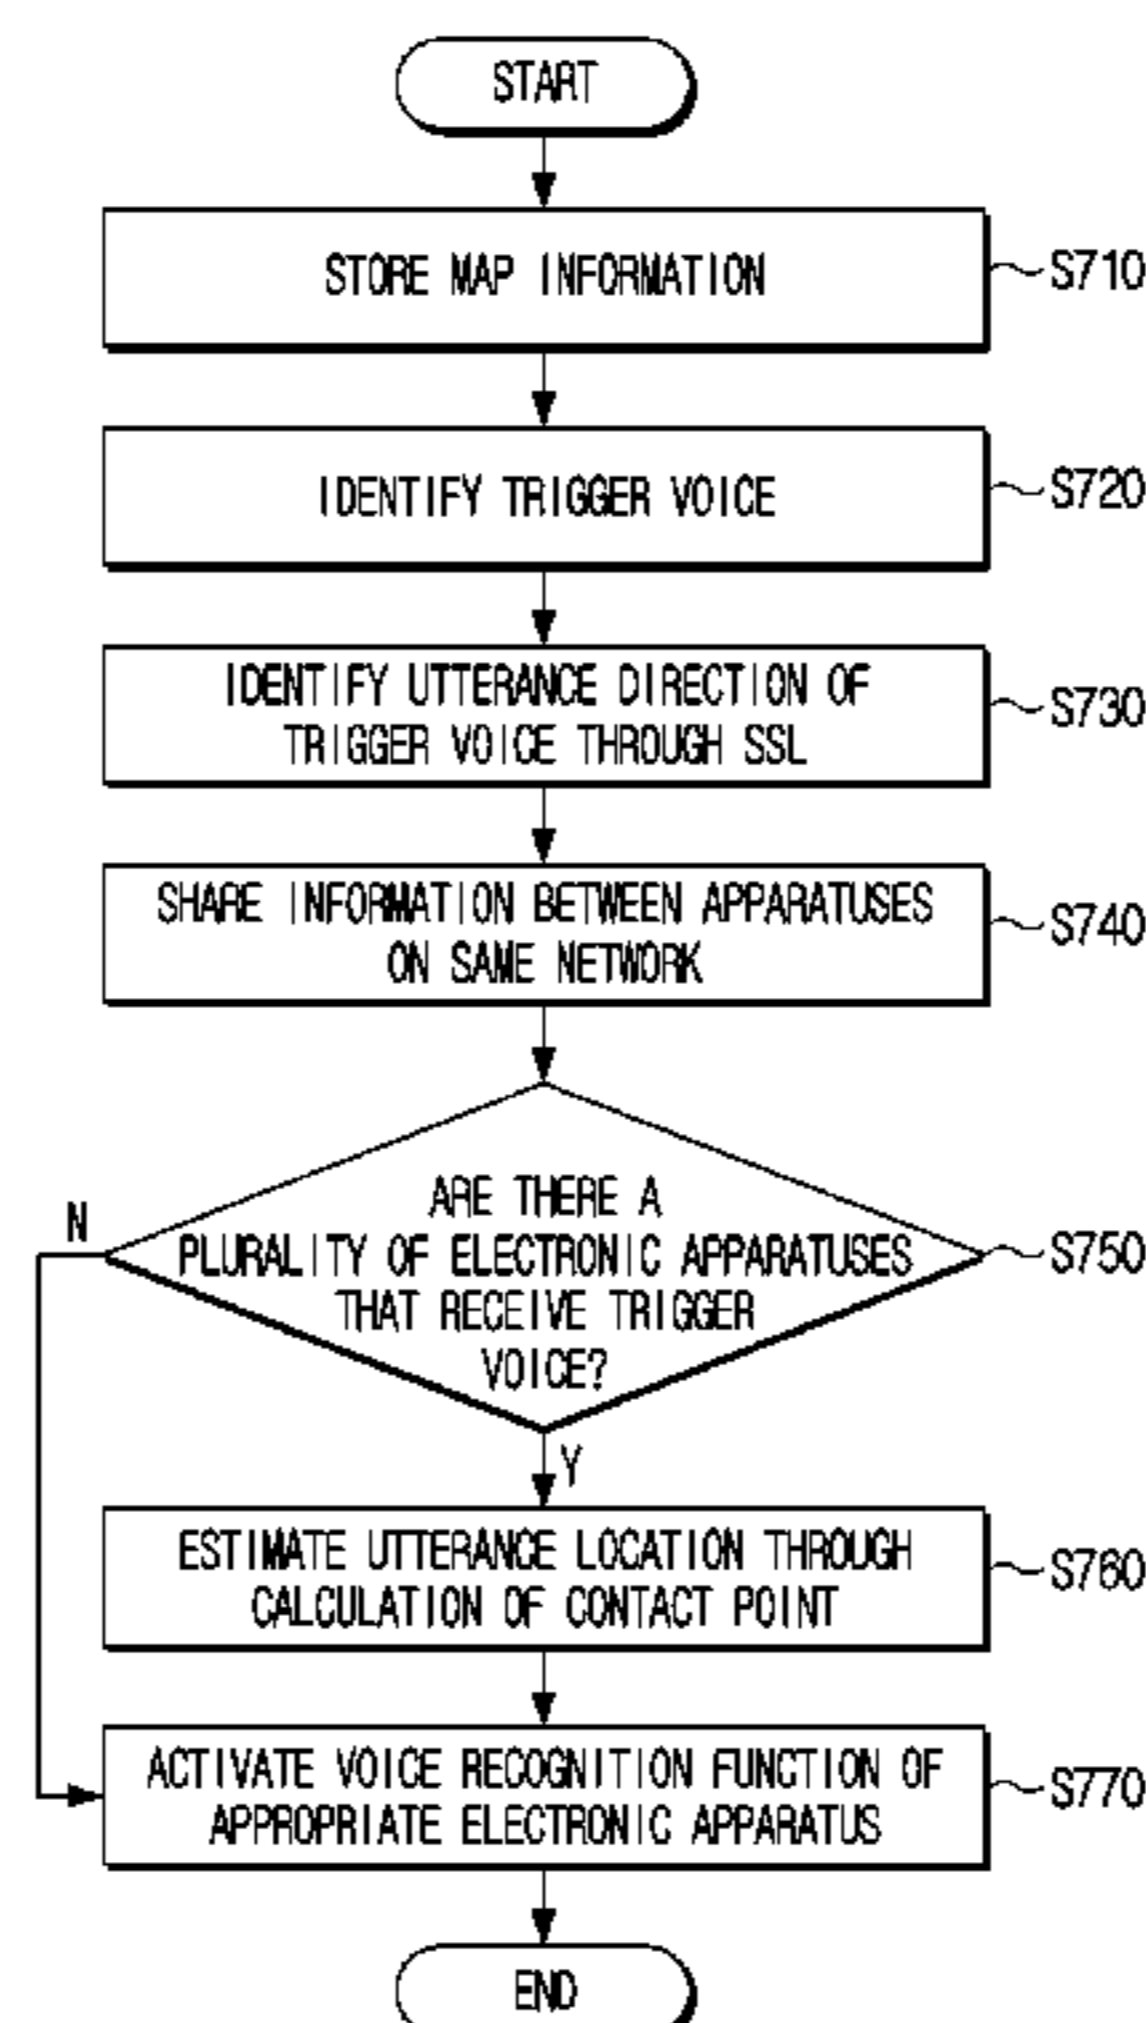 START
STORE MAP INFORMATION
S710
IDENTIFY TRIGGER VOICE
S720
IDENTIFY UTTERANCE DIRECTION OF
TRIGGER VOICE THROUGH SSL
S730
SHARE INFORMATION BETWEEN APPARATUSES
ON SAME NETWORK
S740
ARE THERE A
PLURALITY OF ELECTRONIC APPARATUSES
THAT RECEIVE TRIGGER
VOICE?
S750
N
Y
ESTIMATE UTTERANCE LOCATION THROUGH
CALCULATION OF CONTACT POINT
S760
ACTIVATE VOICE RECOGNITION FUNCTION OF
APPROPRIATE ELECTRONIC APPARATUS
S770
END